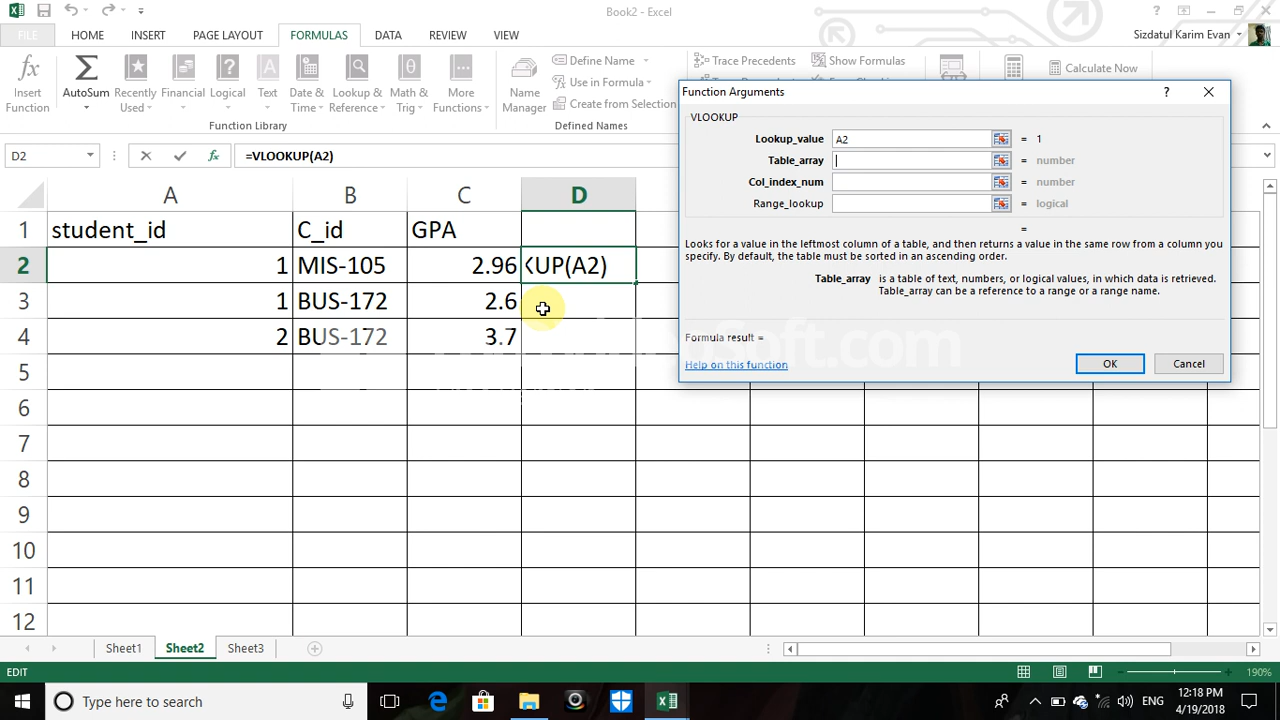 Book2 - Excel
FILE HOME INSERT PAGE LAYOUT FORMULAS DATA REVIEW VIEW Sizdatul Karim Evan
Insert Function
AutoSum
Recently Used
Financial
Logical
Text
Date & Time
Lookup & Reference
Math & Trig
More Functions
Function Library
Name Manager
Define Name
Use in Formula
Create from Selection
Defined Names
Trace Precedents
Show Formulas
Calculate Now
D2 =VLOOKUP(A2)
Function Arguments
VLOOKUP
Lookup_value A2 = 1
Table_array = number
Col_index_num = number
Range_lookup = logical
=
Looks for a value in the leftmost column of a table, and then returns a value in the same row from a column you
specify. By default, the table must be sorted in an ascending order.
Table_array is a table of text, numbers, or logical values, in which data is retrieved.
Table_array can be a reference to a range or a range name.
Formula result =
Help on this function
OK Cancel
A B C D
1 student_id C_id GPA
2 1 MIS-105 2.96 KUP(A2)
3 1 BUS-172 2.6
4 2 BUS-172 3.7
5
6
7
8
9
10
11
12
Sheet1 Sheet2 Sheet3
EDIT 190%
Type here to search
ENG
12:18 PM
4/19/2018